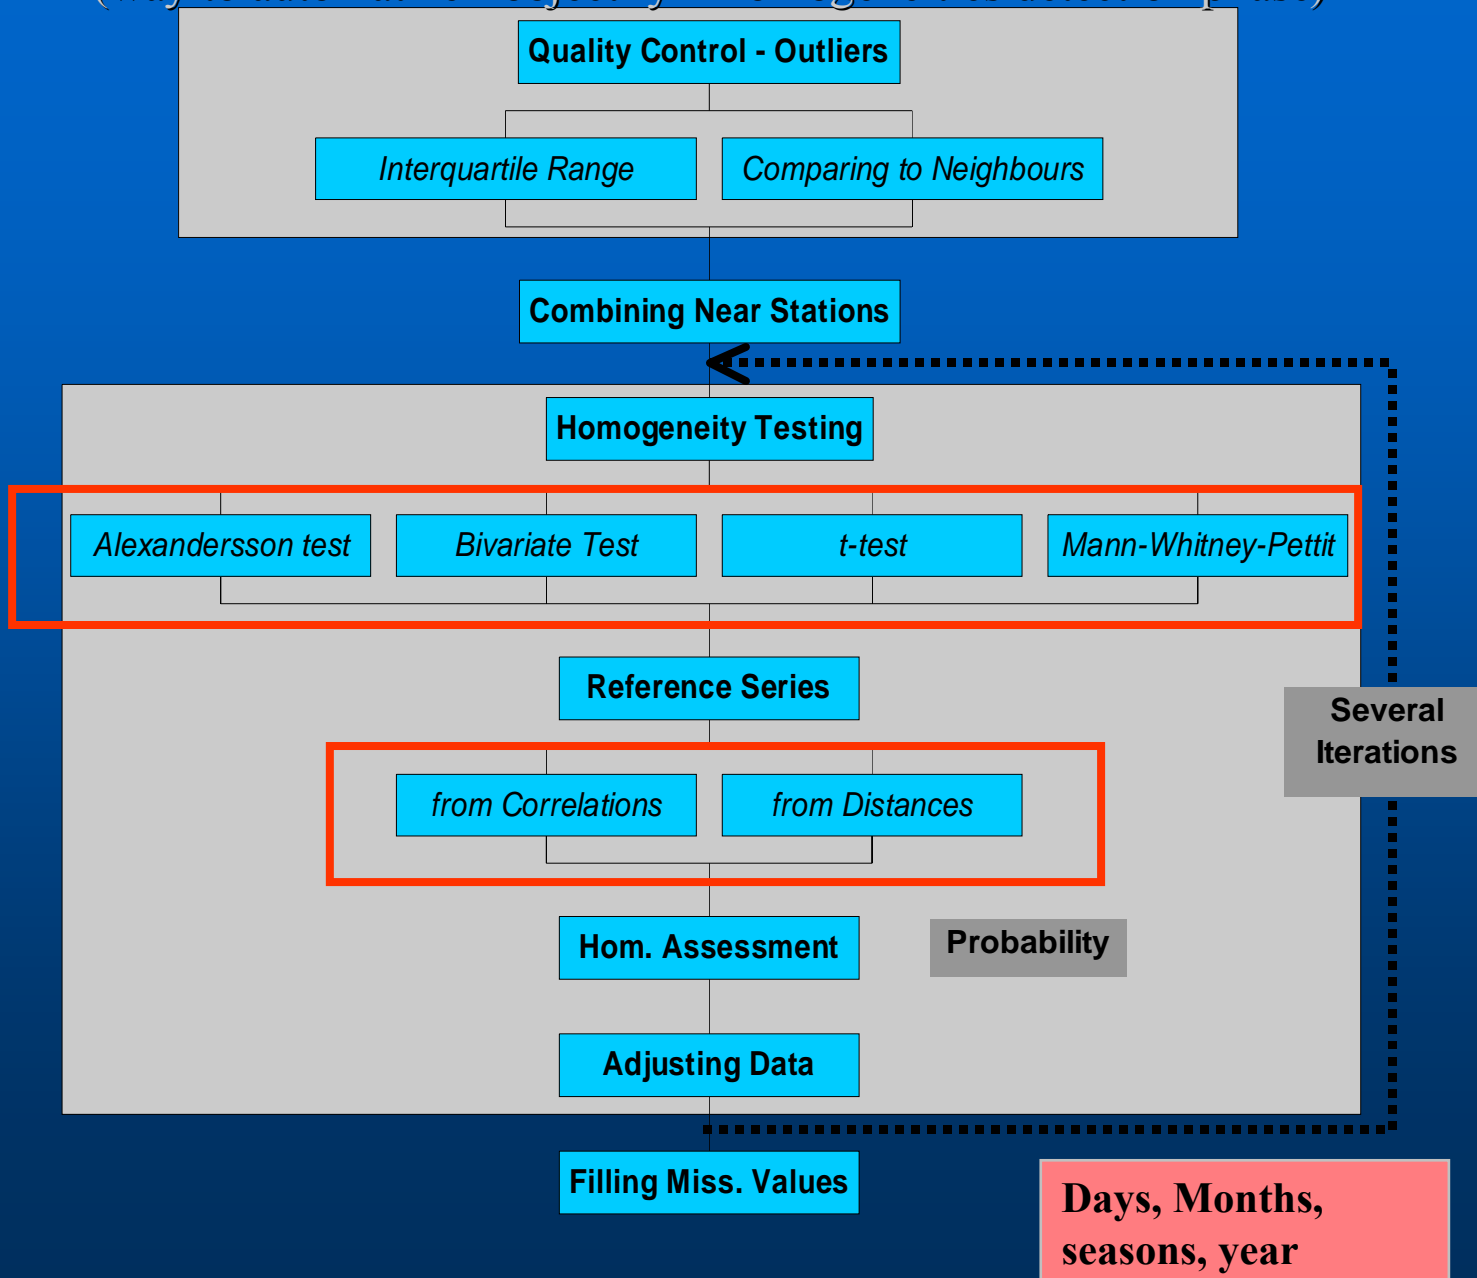 Quality Control - Outliers
Interquartile Range
Comparing to Neighbours
Combining Near Stations
Homogeneity Testing
Alexandersson test
Bivariate Test
t-test
Mann-Whitney-Pettit
Reference Series
Several
Iterations
from Correlations
from Distances
Hom. Assessment
Probability
Adjusting Data
Filling Miss. Values
Days, Months,
seasons, year